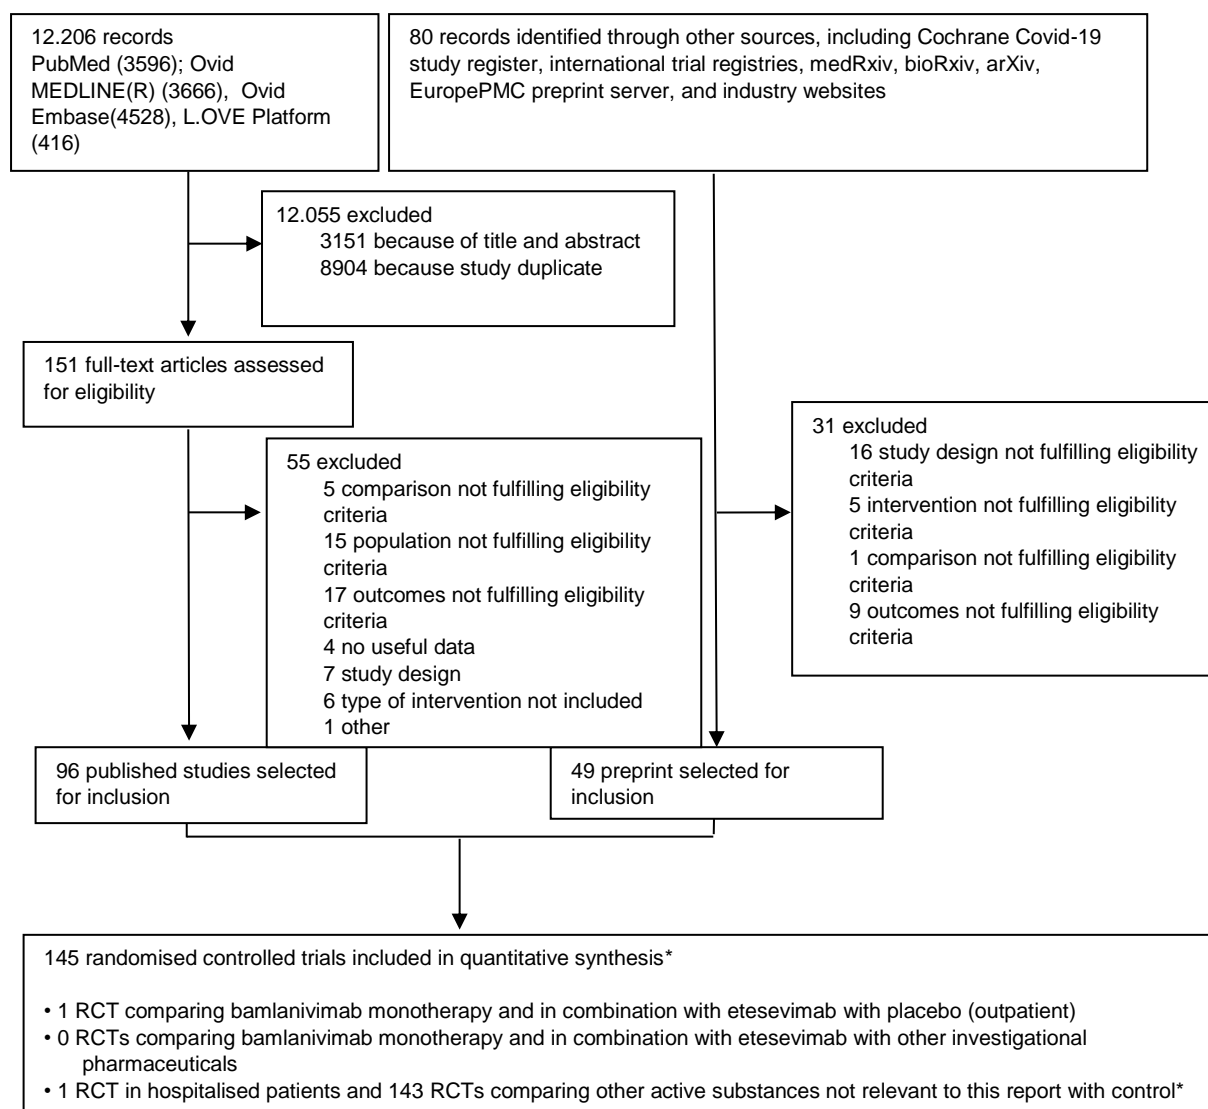 12.206 records
PubMed (3596); Ovid
MEDLINE(R) (3666), Ovid
Embase(4528), L.OVE Platform
(416)
80 records identified through other sources, including Cochrane Covid-19
study register, international trial registries, medRxiv, bioRxiv, arXiv,
EuropePMC preprint server, and industry websites
12.055 excluded
3151 because of title and abstract
8904 because study duplicate
151 full-text articles assessed
for eligibility
55 excluded
5 comparison not fulfilling eligibility
criteria
15 population not fulfilling eligibility
criteria
17 outcomes not fulfilling eligibility
criteria
4 no useful data
7 study design
6 type of intervention not included
1 other
31 excluded
16 study design not fulfilling eligibility
criteria
5 intervention not fulfilling eligibility
criteria
1 comparison not fulfilling eligibility
criteria
9 outcomes not fulfilling eligibility
criteria
96 published studies selected
for inclusion
49 preprint selected for
inclusion
145 randomised controlled trials included in quantitative synthesis*
• 1 RCT comparing bamlanivimab monotherapy and in combination with etesevimab with placebo (outpatient)
• 0 RCTs comparing bamlanivimab monotherapy and in combination with etesevimab with other investigational
pharmaceuticals
• 1 RCT in hospitalised patients and 143 RCTs comparing other active substances not relevant to this report with control*